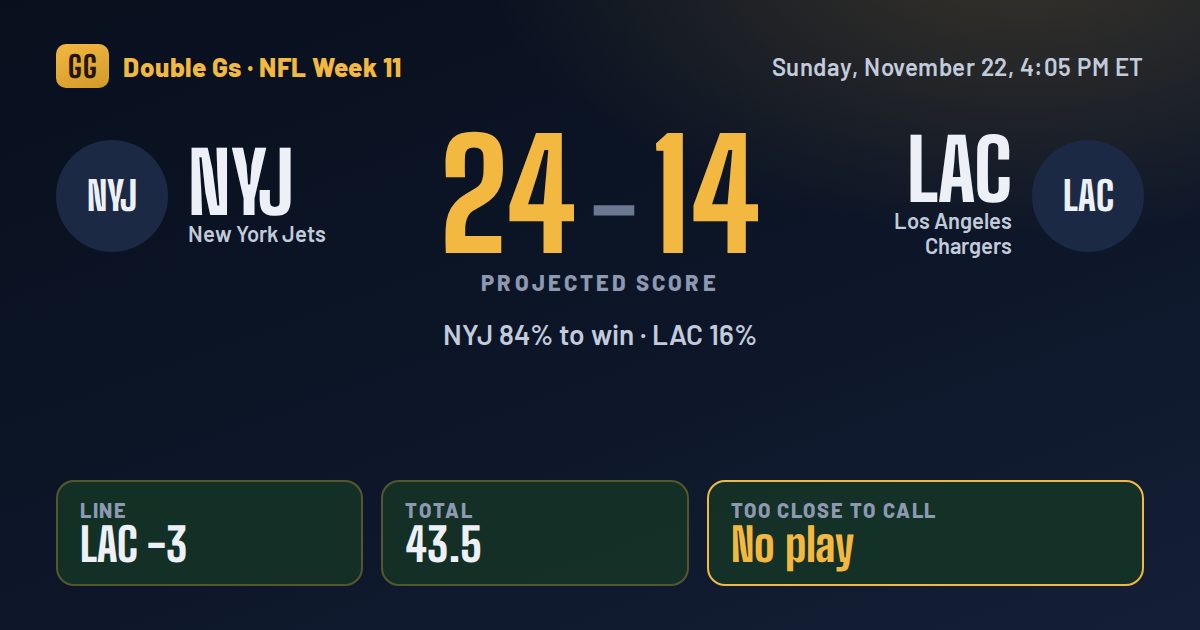 GG Double Gs · NFL Week 11
Sunday, November 22, 4:05 PM ET
NYJ
NYJ
New York Jets
24 – 14
PROJECTED SCORE
NYJ 84% to win · LAC 16%
LAC
Los Angeles
Chargers
LAC
LINE
LAC −3
TOTAL
43.5
TOO CLOSE TO CALL
No play